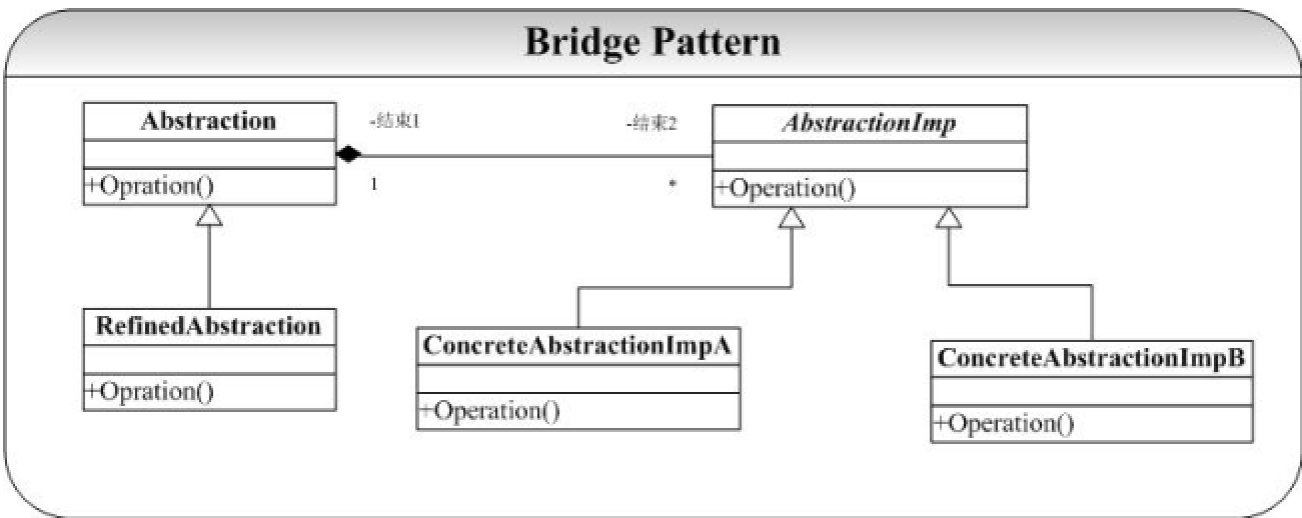 Bridge Pattern
Abstraction
+Opration()
-结束1
-结束2
1
*
AbstractionImp
+Operation()
RefinedAbstraction
+Opration()
ConcreteAbstractionImpA
+Operation()
ConcreteAbstractionImpB
+Operation()